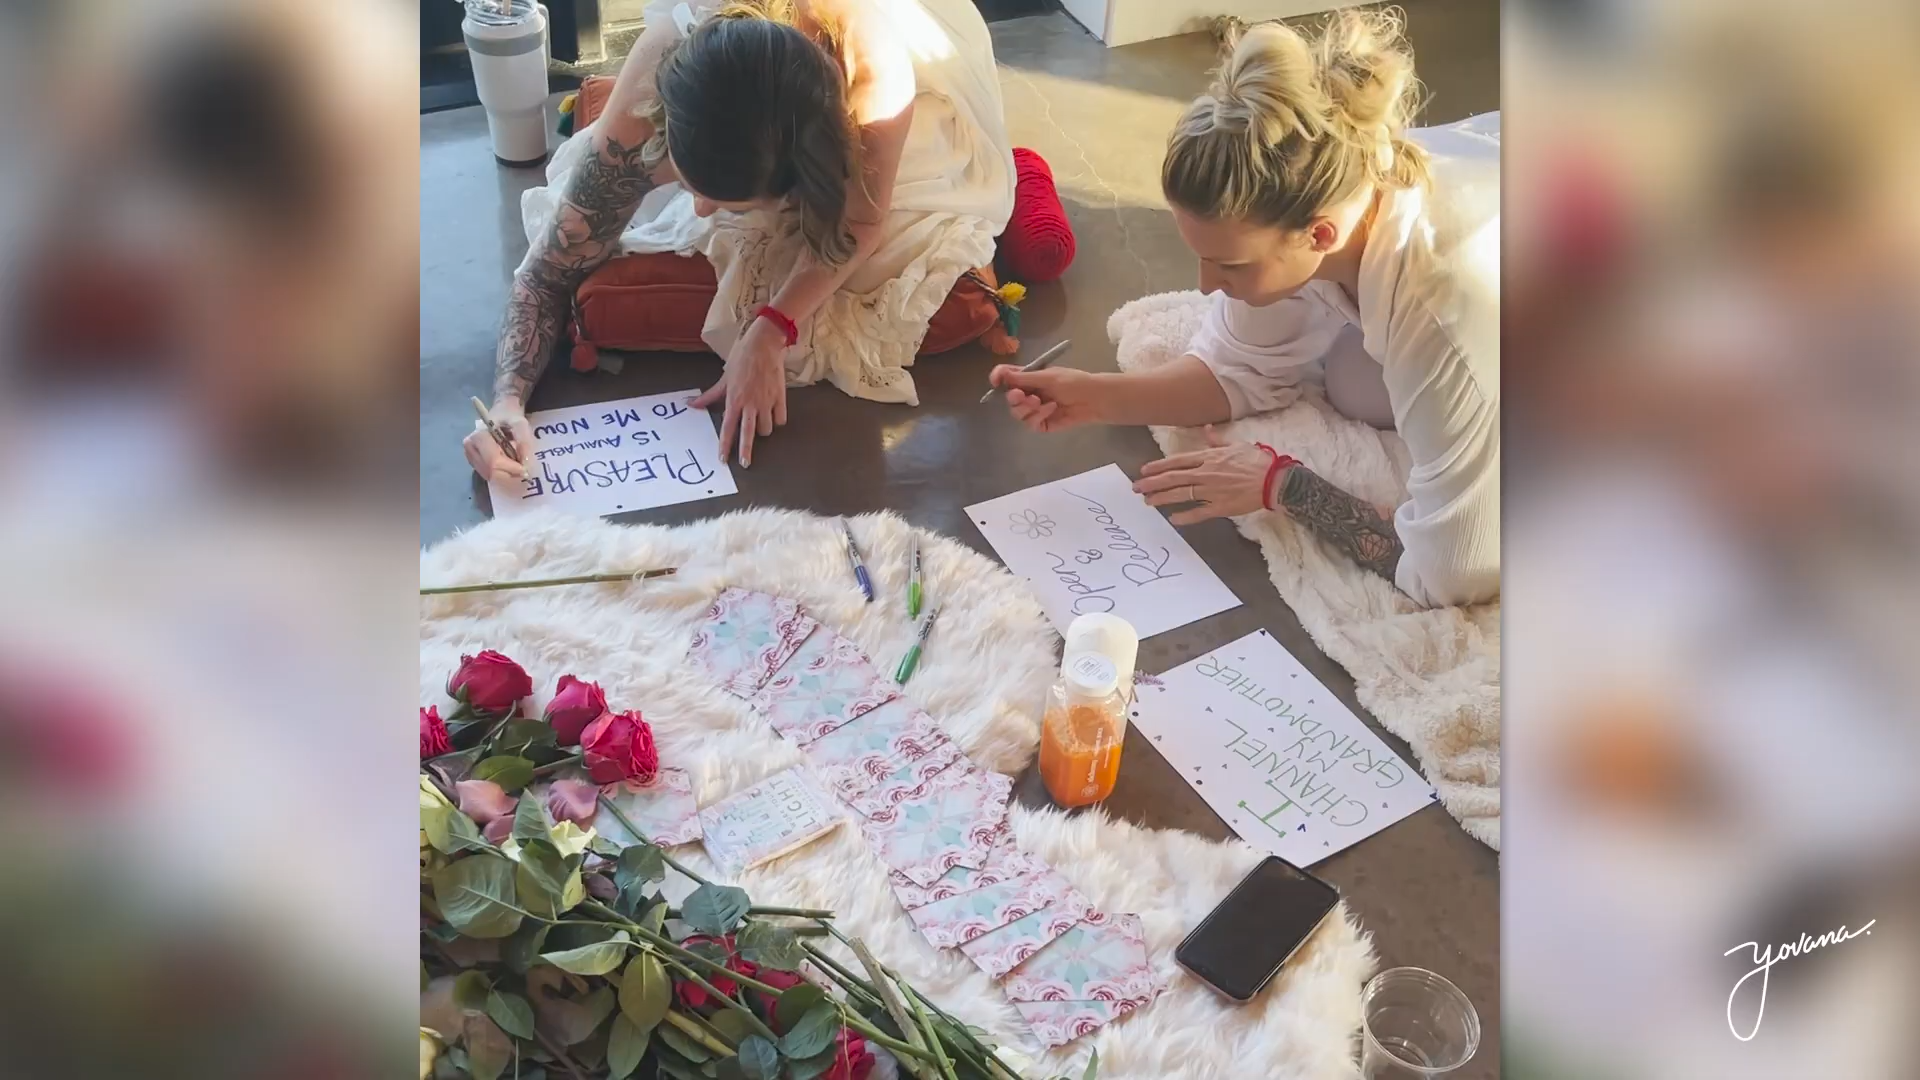 PLEASURE
IS AVAILABLE
TO ME NOW
Open
&
Release
I
CHANNEL
MY
GRANDMOTHER
LIGHT
yovana.